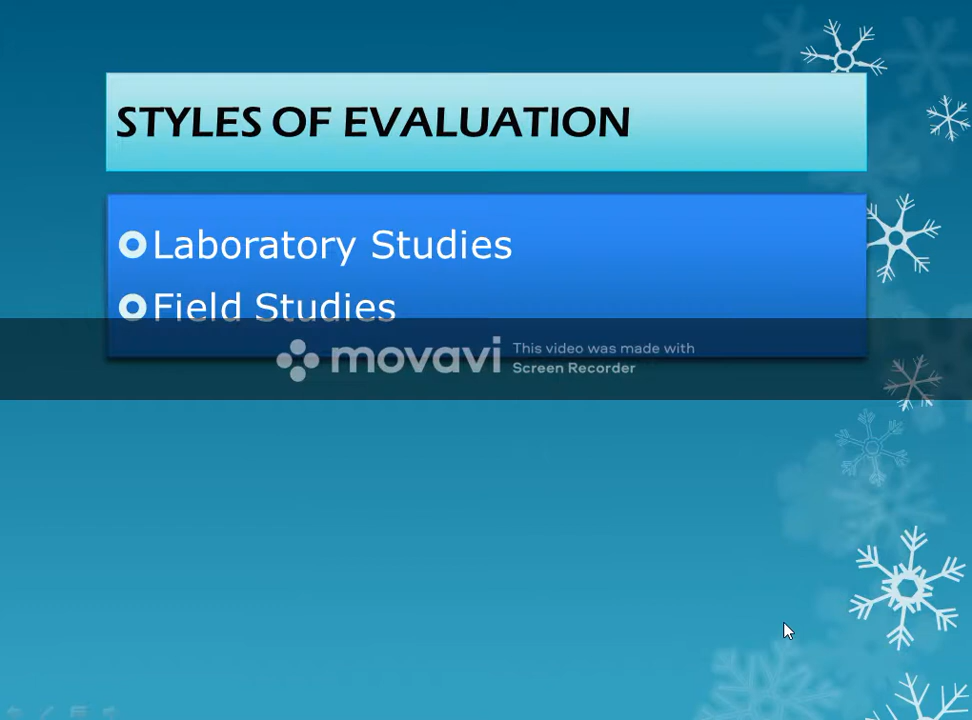 STYLES OF EVALUATION
Laboratory Studies
Field Studies
movavi
This video was made with
Screen Recorder